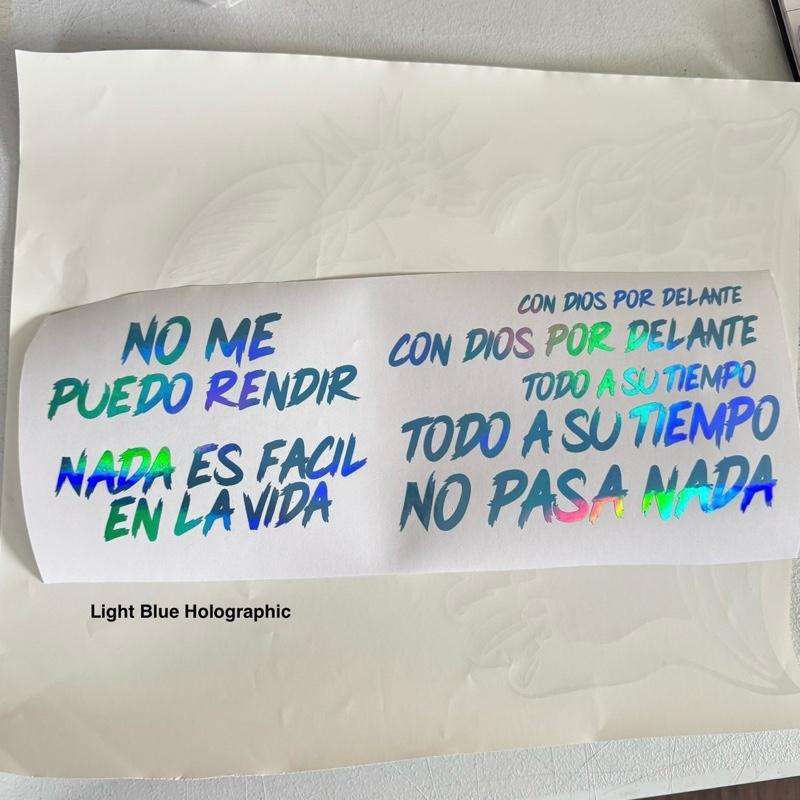 NO ME
PUEDO RENDIR
NADA ES FACIL
EN LA VIDA
CON DIOS POR DELANTE
CON DIOS POR DELANTE
TODO A SU TIEMPO
TODO A SU TIEMPO
NO PASA NADA
Light Blue Holographic